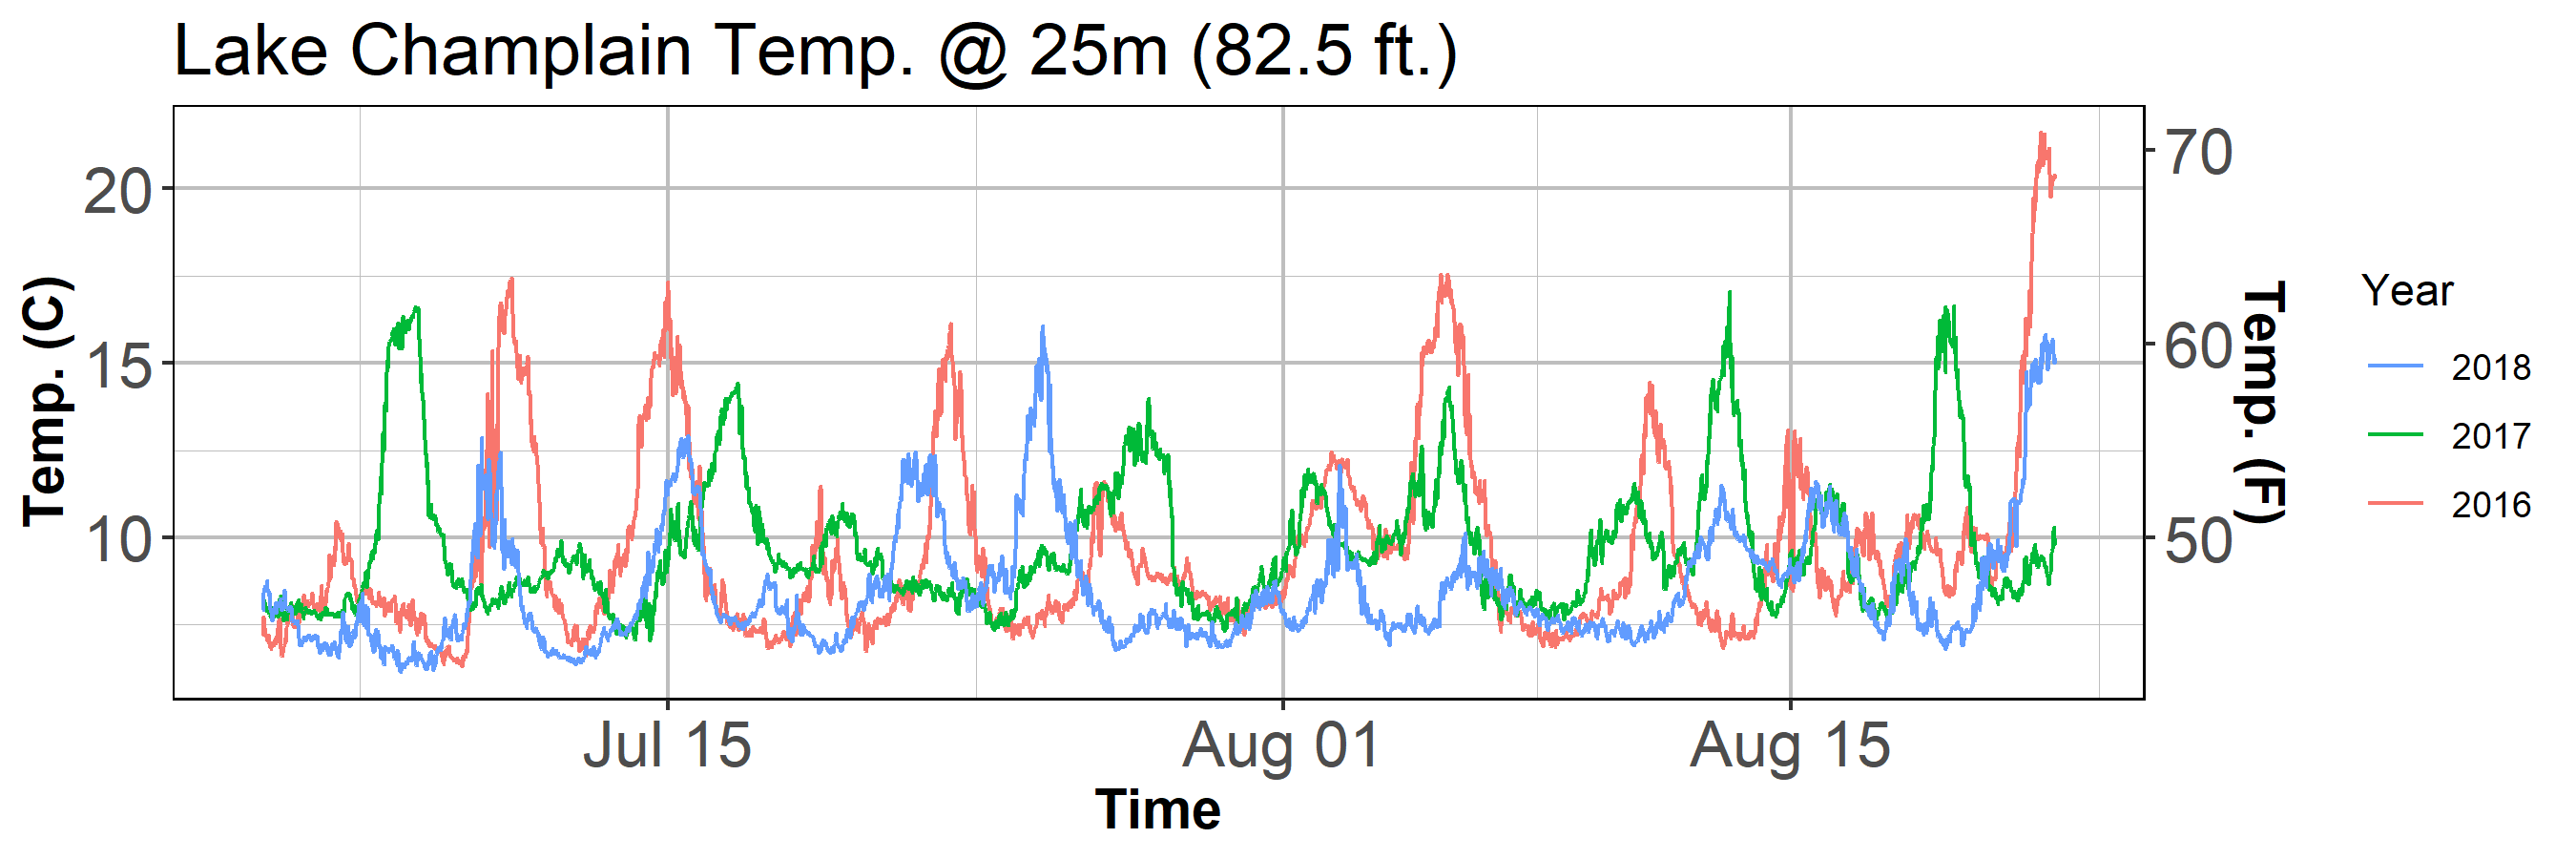 Lake Champlain Temp. @ 25m (82.5 ft.)
Temp. (C)
20
15
10
70
60
50
Temp. (F)
Jul 15
Aug 01
Aug 15
Time
Year
2018
2017
2016